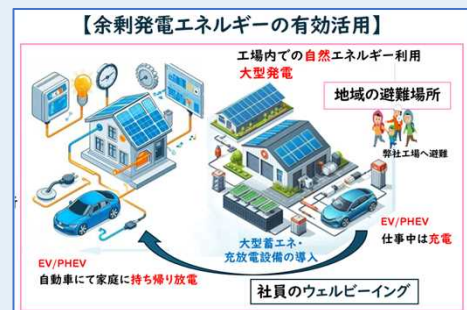 【余剰発電エネルギーの有効活用】
工場内での自然エネルギー利用
大型発電
地域の避難場所
弊社工場へ避難
EV/PHEV
仕事中は充電
大型蓄エネ・
充放電設備の導入
EV/PHEV
自動車にて家庭に持ち帰り放電
社員のウェルビーイング